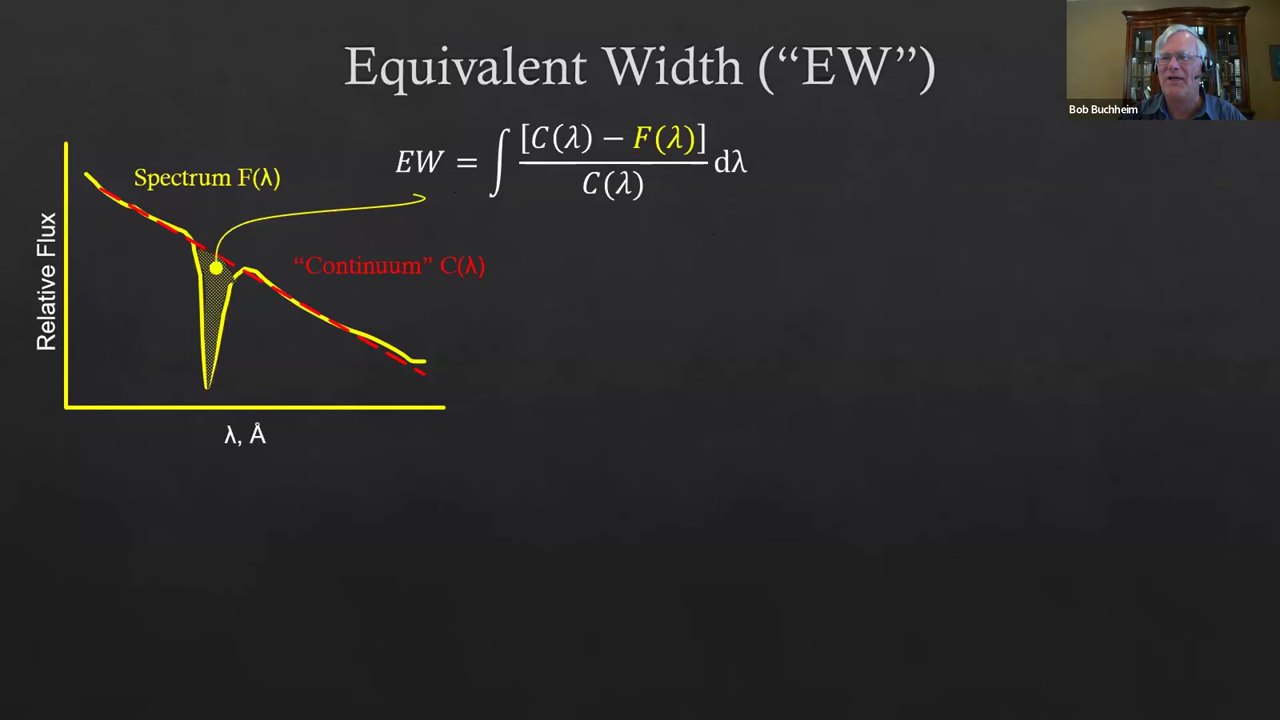 Equivalent Width (“EW”)
Bob Buchheim
EW = ∫ [C(λ) − F(λ)] / C(λ) dλ
Spectrum F(λ)
“Continuum” C(λ)
Relative Flux
λ, Å